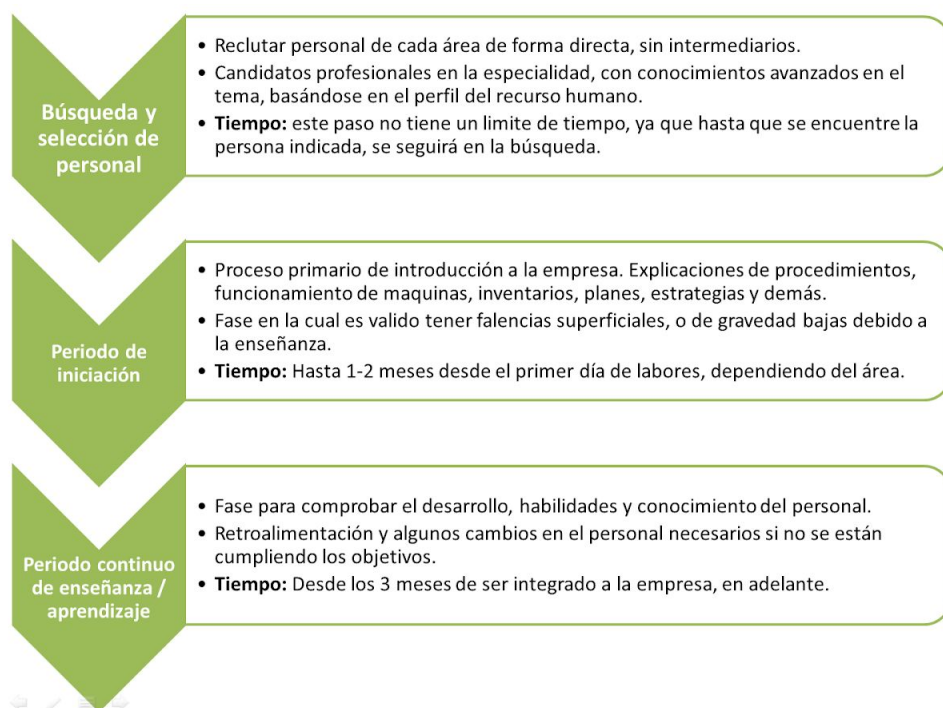 Búsqueda y
selección de
personal
• Reclutar personal de cada área de forma directa, sin intermediarios.
• Candidatos profesionales en la especialidad, con conocimientos avanzados en el
tema, basándose en el perfil del recurso humano.
• Tiempo: este paso no tiene un limite de tiempo, ya que hasta que se encuentre la
persona indicada, se seguirá en la búsqueda.
Periodo de
iniciación
• Proceso primario de introducción a la empresa. Explicaciones de procedimientos,
funcionamiento de maquinas, inventarios, planes, estrategias y demás.
• Fase en la cual es valido tener falencias superficiales, o de gravedad bajas debido a
la enseñanza.
• Tiempo: Hasta 1-2 meses desde el primer día de labores, dependiendo del área.
Periodo continuo
de enseñanza /
aprendizaje
• Fase para comprobar el desarrollo, habilidades y conocimiento del personal.
• Retroalimentación y algunos cambios en el personal necesarios si no se están
cumpliendo los objetivos.
• Tiempo: Desde los 3 meses de ser integrado a la empresa, en adelante.